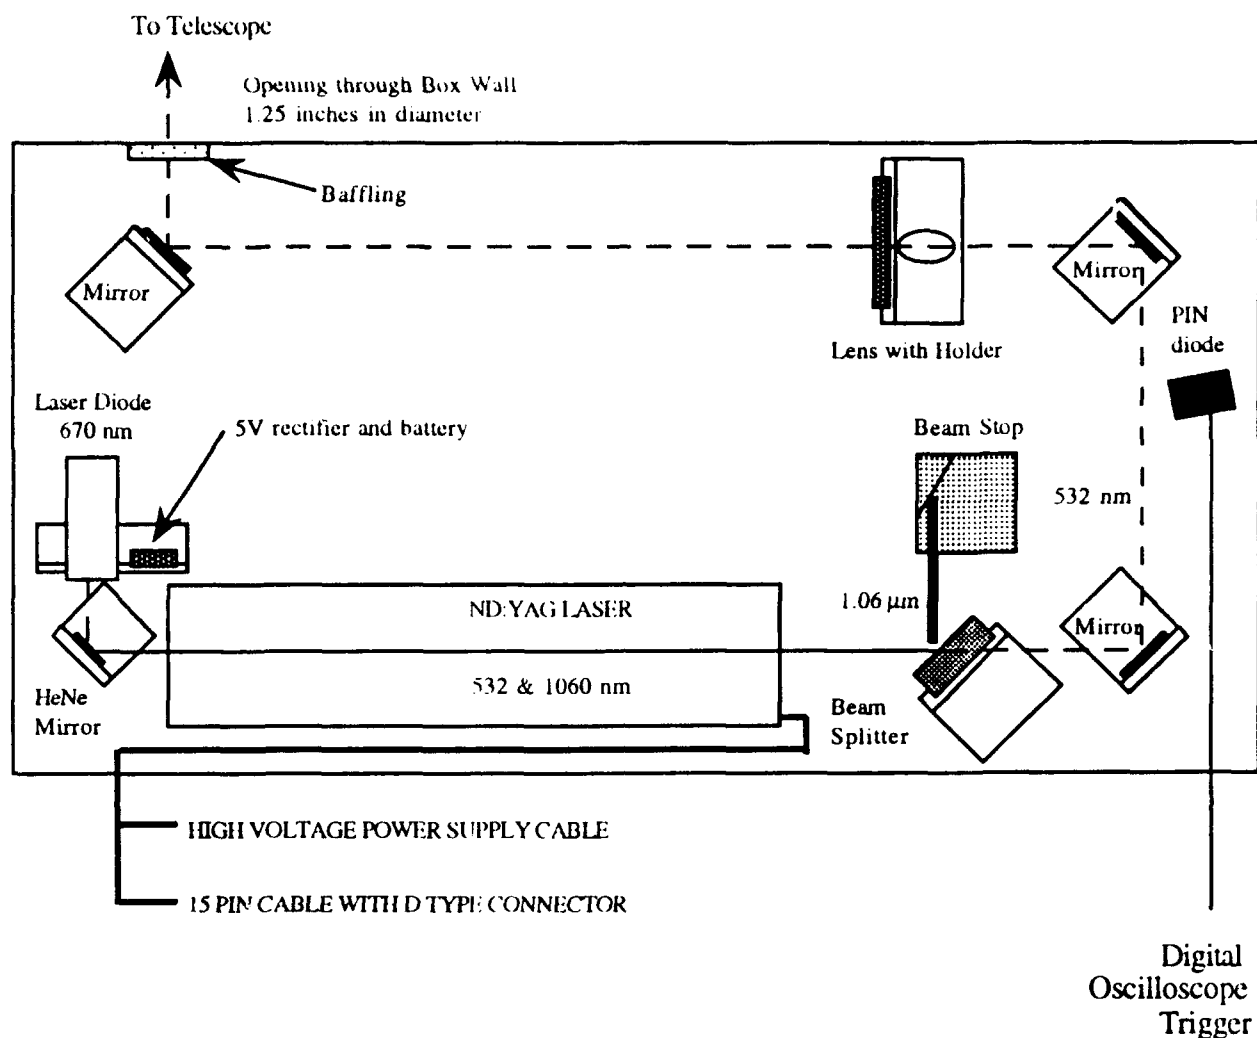 To Telescope
Opening through Box Wall
1.25 inches in diameter
Baffling
Mirror
Mirror
Lens with Holder
PIN
diode
Laser Diode
670 nm
5V rectifier and battery
Beam Stop
532 nm
1.06 μm
ND:YAG LASER
Mirror
532 & 1060 nm
HeNe
Mirror
Beam
Splitter
HIGH VOLTAGE POWER SUPPLY CABLE
15 PIN CABLE WITH D TYPE CONNECTOR
Digital
Oscilloscope
Trigger